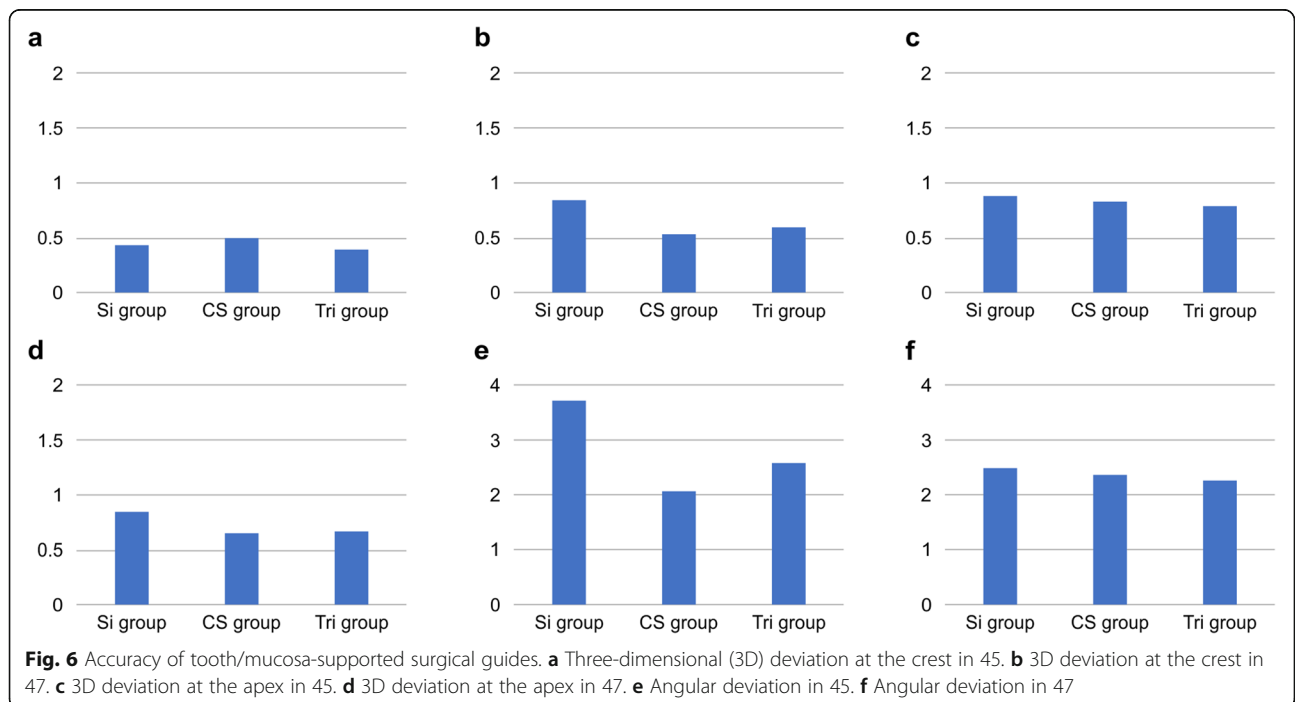 a
b
c
2
1.5
1
0.5
0
Si group CS group Tri group
2
1.5
1
0.5
0
Si group CS group Tri group
2
1.5
1
0.5
0
Si group CS group Tri group
d
e
f
2
1.5
1
0.5
0
Si group CS group Tri group
4
3
2
1
0
Si group CS group Tri group
4
3
2
1
0
Si group CS group Tri group
Fig. 6 Accuracy of tooth/mucosa-supported surgical guides. a Three-dimensional (3D) deviation at the crest in 45. b 3D deviation at the crest in
47. c 3D deviation at the apex in 45. d 3D deviation at the apex in 47. e Angular deviation in 45. f Angular deviation in 47